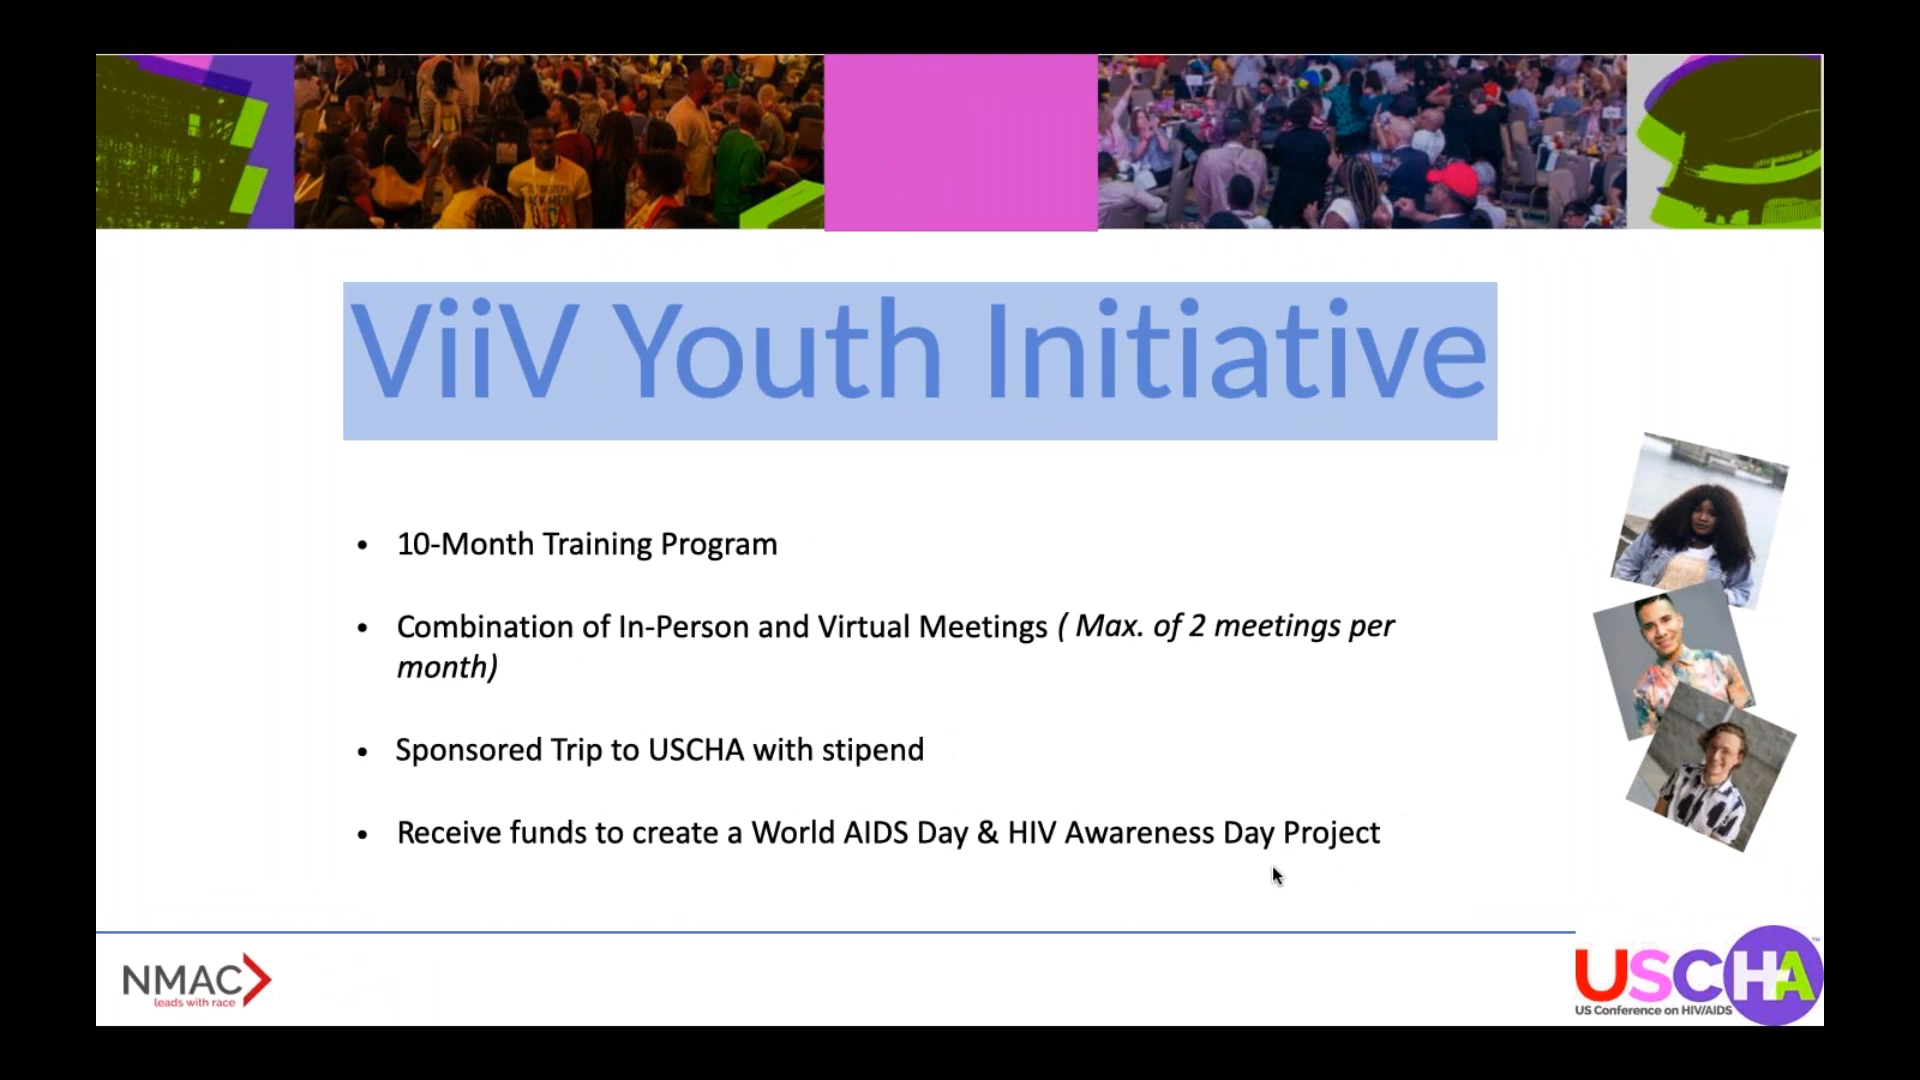 ViiV Youth Initiative
• 10-Month Training Program
• Combination of In-Person and Virtual Meetings ( Max. of 2 meetings per
month)
• Sponsored Trip to USCHA with stipend
• Receive funds to create a World AIDS Day & HIV Awareness Day Project
NMAC
leads with race
USCHA™
US Conference on HIV/AIDS